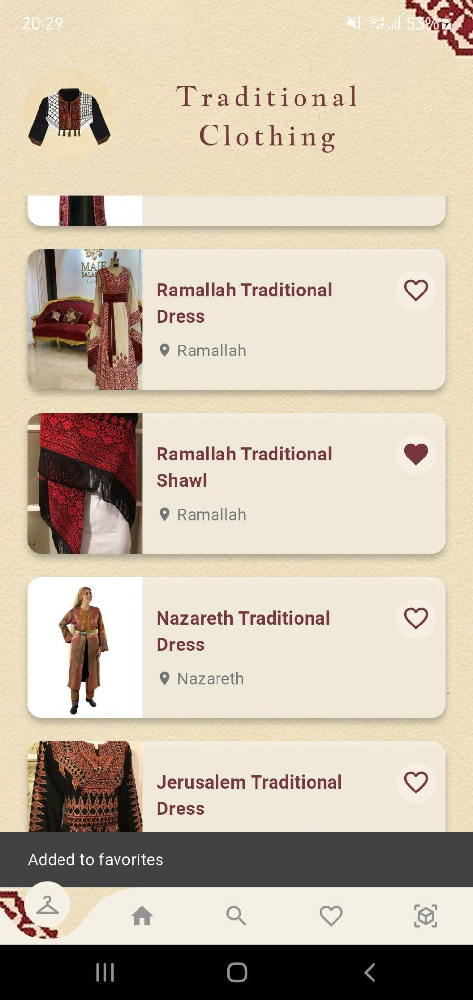 20:29
53%
Traditional
Clothing
MAJE
Ramallah Traditional
Dress
Ramallah
Ramallah Traditional
Shawl
Ramallah
Nazareth Traditional
Dress
Nazareth
Jerusalem Traditional
Dress
Added to favorites